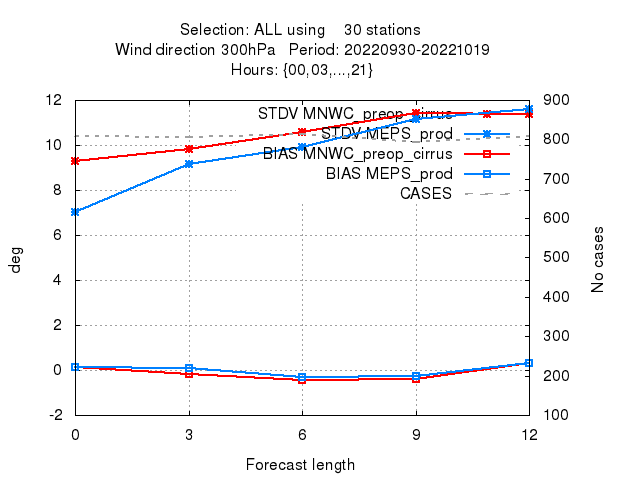 Selection: ALL using 30 stations
Wind direction 300hPa Period: 20220930-20221019
Hours: {00,03,...,21}
STDV MNWC_preop_cirrus
STDV MEPS_prod
BIAS MNWC_preop_cirrus
BIAS MEPS_prod
CASES
12
10
8
6
4
2
0
-2
deg
900
800
700
600
500
400
300
200
100
No cases
0 3 6 9 12
Forecast length